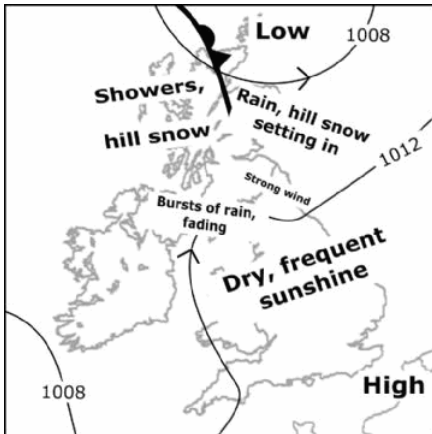 Low
1008
Showers,
hill snow
Rain, hill snow
setting in
1012
Strong wind
Bursts of rain,
fading
Dry, frequent
sunshine
1008
High